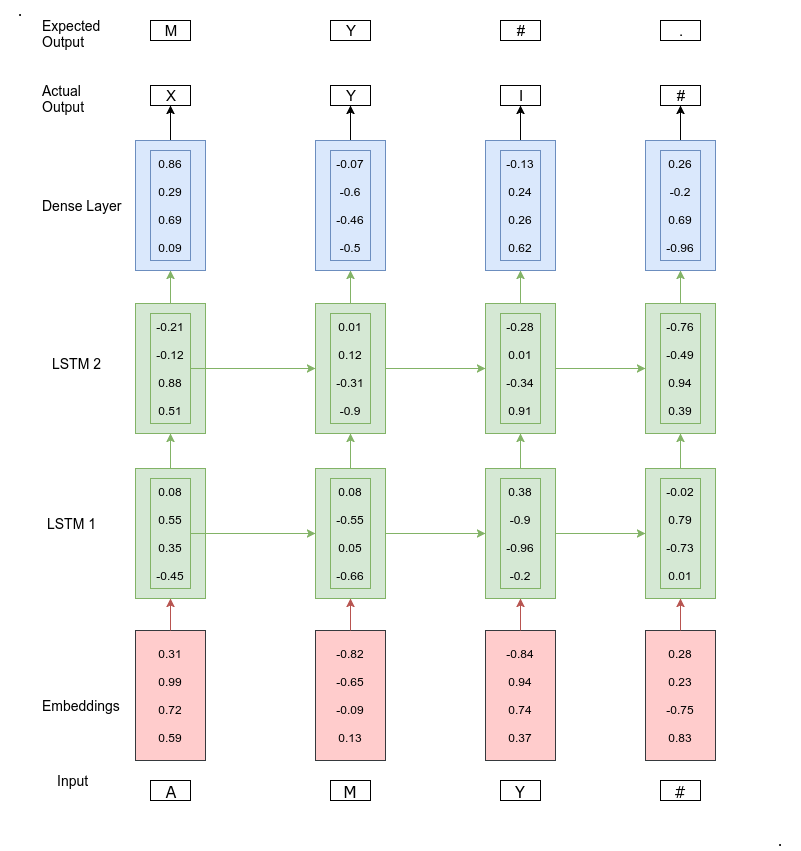 Expected Output M Y # .
Actual Output X Y I #
Dense Layer
0.86 -0.07 -0.13 0.26
0.29 -0.6 0.24 -0.2
0.69 -0.46 0.26 0.69
0.09 -0.5 0.62 -0.96
LSTM 2
-0.21 0.01 -0.28 -0.76
-0.12 0.12 0.01 -0.49
0.88 -0.31 -0.34 0.94
0.51 -0.9 0.91 0.39
LSTM 1
0.08 0.08 0.38 -0.02
0.55 -0.55 -0.9 0.79
0.35 0.05 -0.96 -0.73
-0.45 -0.66 -0.2 0.01
Embeddings
0.31 -0.82 -0.84 0.28
0.99 -0.65 0.94 0.23
0.72 -0.09 0.74 -0.75
0.59 0.13 0.37 0.83
Input A M Y #